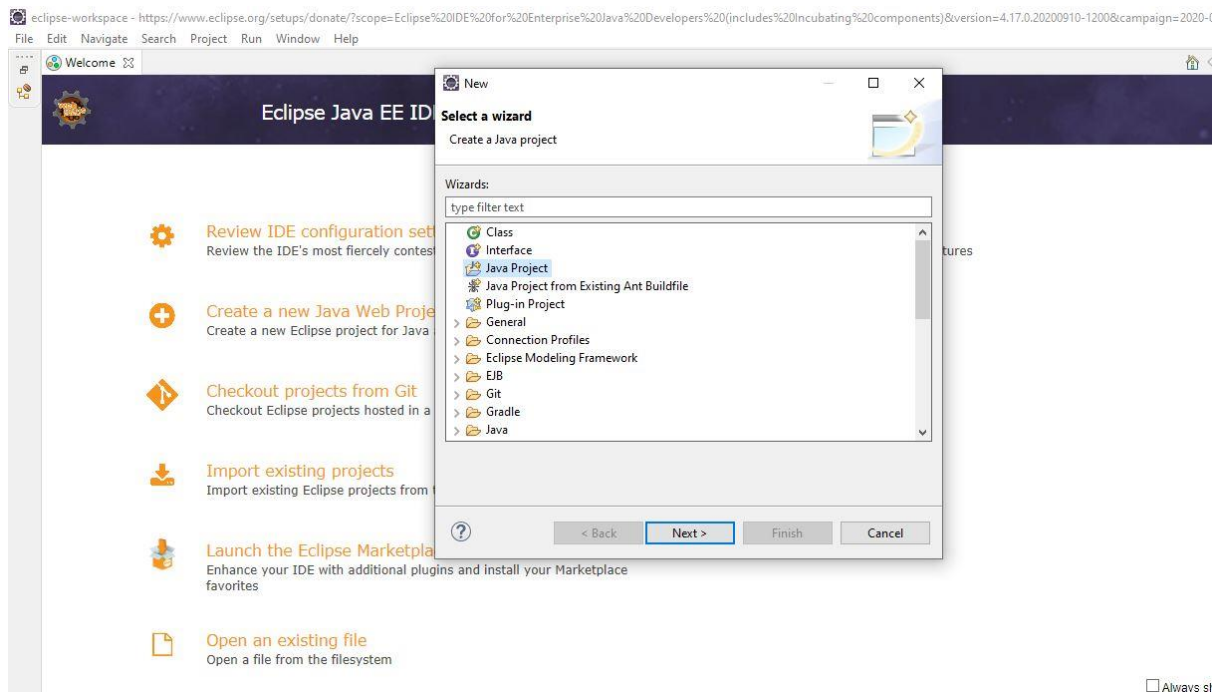 eclipse-workspace - https://www.eclipse.org/setups/donate/?scope=Eclipse%20IDE%20for%20Enterprise%20Java%20Developers%20(includes%20Incubating%20components)&version=4.17.0.20200910-1200&campaign=2020-0
File Edit Navigate Search Project Run Window Help
Welcome
Eclipse Java EE ID
New
Select a wizard
Create a Java project
Wizards:
type filter text
Class
Interface
Java Project
Java Project from Existing Ant Buildfile
Plug-in Project
General
Connection Profiles
Eclipse Modeling Framework
EJB
Git
Gradle
Java
< Back Next > Finish Cancel
Review IDE configuration set
Review the IDE's most fiercely contes tures
Create a new Java Web Proje
Create a new Eclipse project for Java
Checkout projects from Git
Checkout Eclipse projects hosted in a
Import existing projects
Import existing Eclipse projects from
Launch the Eclipse Marketpla
Enhance your IDE with additional plugins and install your Marketplace
favorites
Open an existing file
Open a file from the filesystem
Always